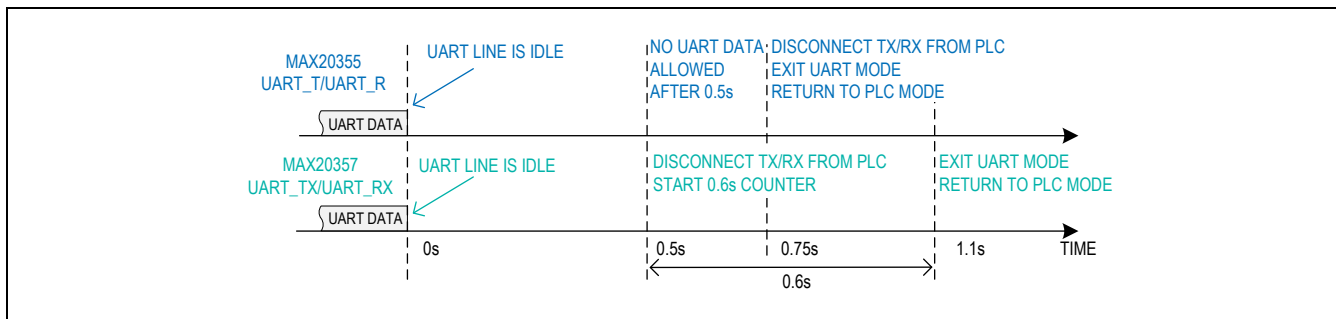 MAX20355
UART_T/UART_R
UART LINE IS IDLE
NO UART DATA
ALLOWED
AFTER 0.5s
DISCONNECT TX/RX FROM PLC
EXIT UART MODE
RETURN TO PLC MODE
UART DATA
MAX20357
UART_TX/UART_RX
UART LINE IS IDLE
DISCONNECT TX/RX FROM PLC
START 0.6s COUNTER
EXIT UART MODE
RETURN TO PLC MODE
UART DATA
0s
0.5s
0.75s
1.1s
TIME
0.6s